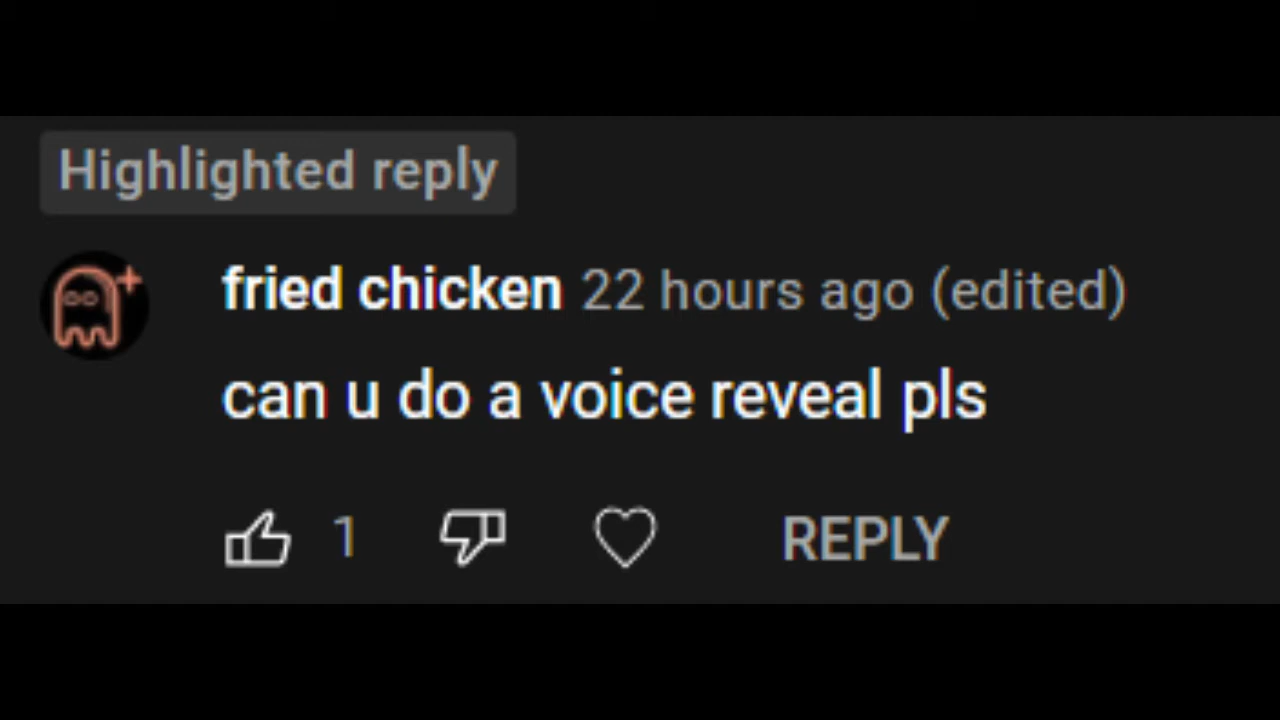 Highlighted reply
fried chicken 22 hours ago (edited)
can u do a voice reveal pls
1 REPLY